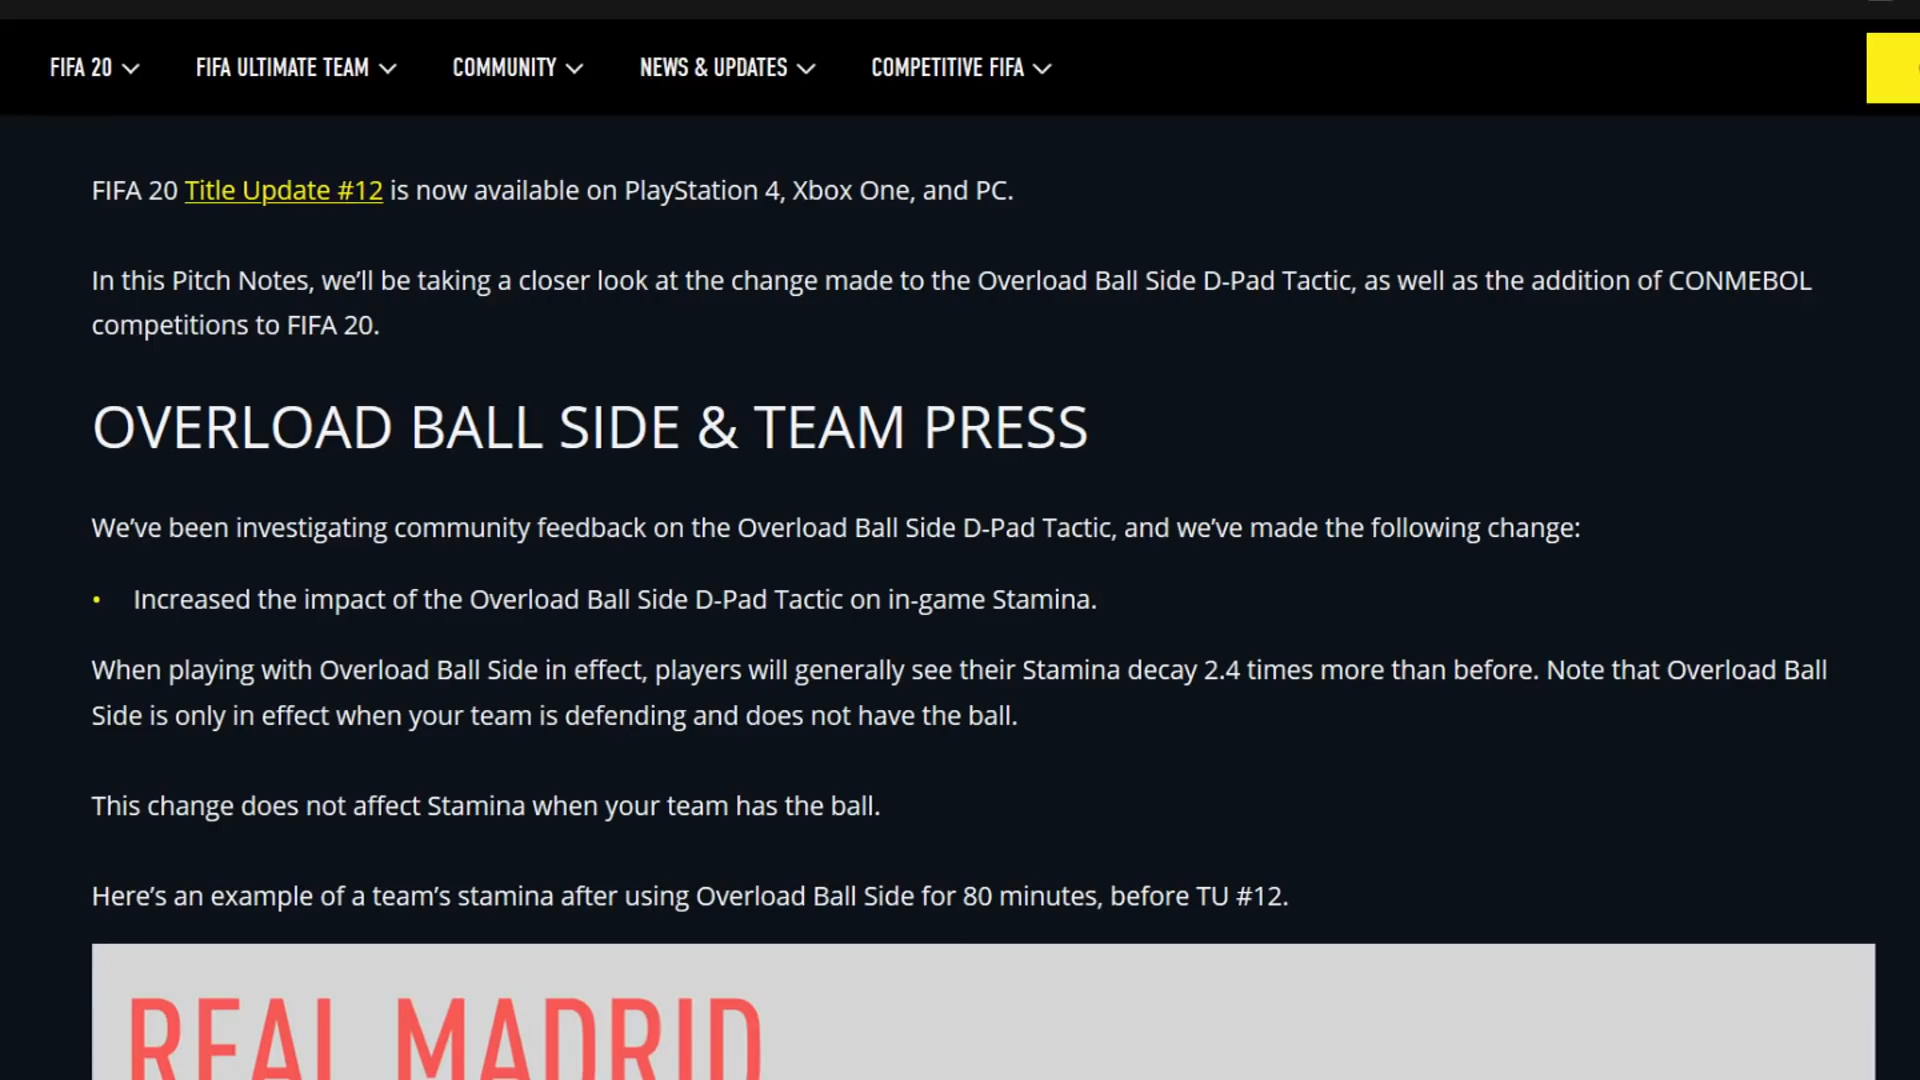 FIFA 20 FIFA ULTIMATE TEAM COMMUNITY NEWS & UPDATES COMPETITIVE FIFA
FIFA 20 Title Update #12 is now available on PlayStation 4, Xbox One, and PC.
In this Pitch Notes, we’ll be taking a closer look at the change made to the Overload Ball Side D-Pad Tactic, as well as the addition of CONMEBOL
competitions to FIFA 20.
OVERLOAD BALL SIDE & TEAM PRESS
We’ve been investigating community feedback on the Overload Ball Side D-Pad Tactic, and we’ve made the following change:
• Increased the impact of the Overload Ball Side D-Pad Tactic on in-game Stamina.
When playing with Overload Ball Side in effect, players will generally see their Stamina decay 2.4 times more than before. Note that Overload Ball
Side is only in effect when your team is defending and does not have the ball.
This change does not affect Stamina when your team has the ball.
Here’s an example of a team’s stamina after using Overload Ball Side for 80 minutes, before TU #12.
REAL MADRID